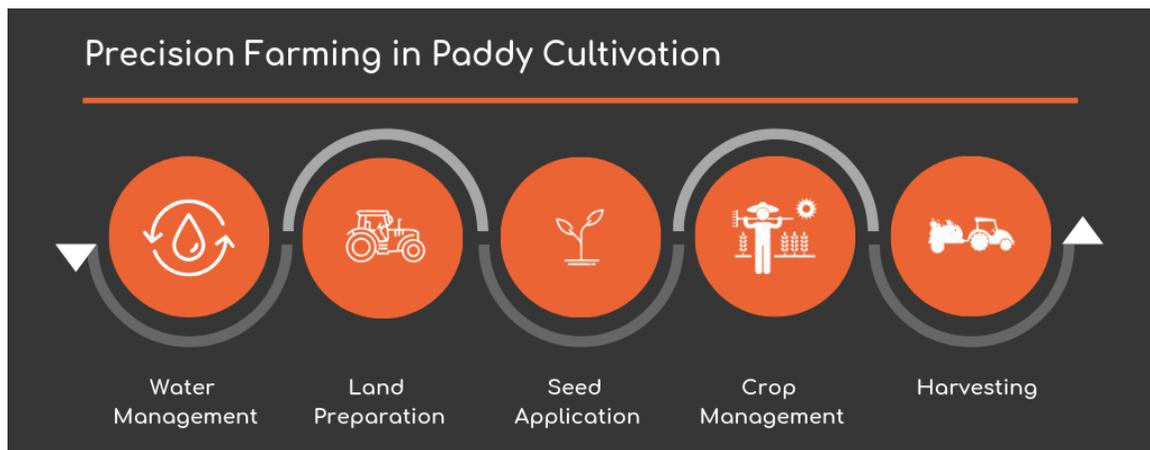 Precision Farming in Paddy Cultivation
Water
Management
Land
Preparation
Seed
Application
Crop
Management
Harvesting